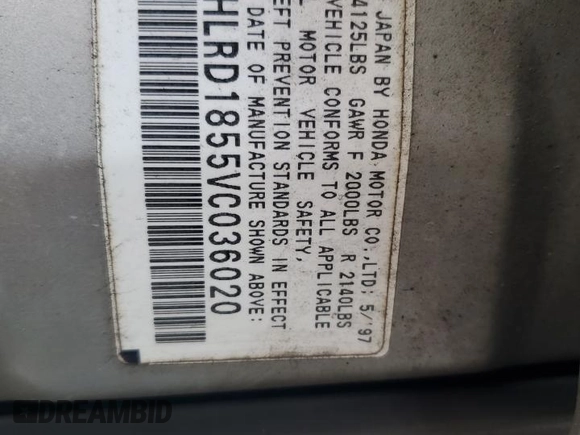 JAPAN BY HONDA MOTOR CO.,LTD; 5/'97
4125LBS GAWR F 2000LBS R 2140LBS
VEHICLE CONFORMS TO ALL APPLICABLE
MOTOR VEHICLE SAFETY,
EFT PREVENTION STANDARDS IN EFFECT
DATE OF MANUFACTURE SHOWN ABOVE:
HLRD1855VC036020
DREAMBID